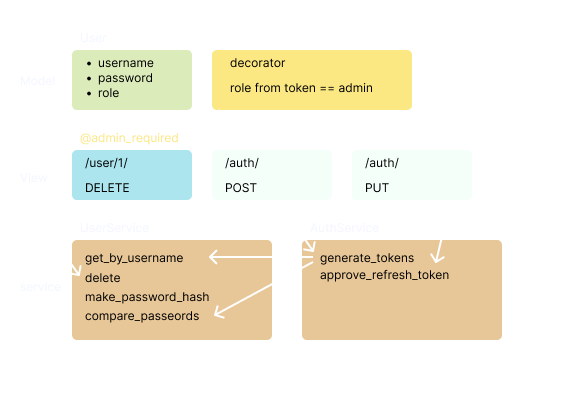 User
Model
• username
• password
• role
decorator
role from token == admin
@admin_required
View
/user/1/
DELETE
/auth/
POST
/auth/
PUT
UserService
AuthService
service
get_by_username
delete
make_password_hash
compare_passeords
generate_tokens
approve_refresh_token